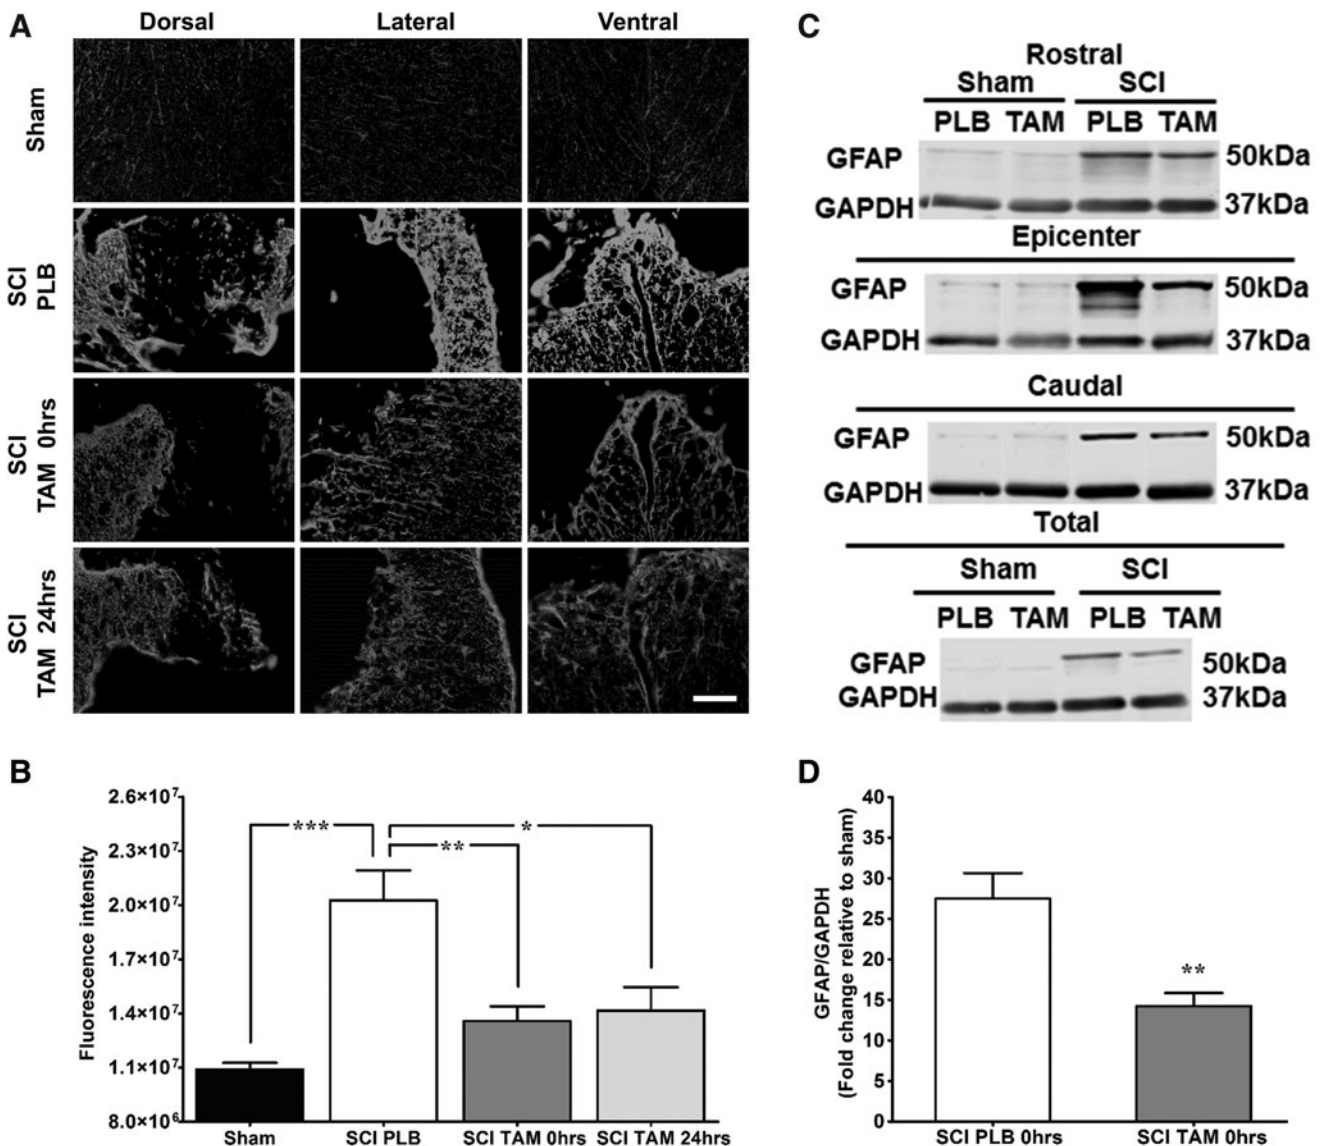 A
Dorsal Lateral Ventral
Sham
SCI
PLB
SCI
TAM 0hrs
SCI
TAM 24hrs
B
2.6×10⁷
2.3×10⁷
2.0×10⁷
1.7×10⁷
1.4×10⁷
1.1×10⁷
8.0×10⁶
Fluorescence intensity
***
*
**
Sham SCI PLB SCI TAM 0hrs SCI TAM 24hrs
C
Rostral
Sham SCI
PLB TAM PLB TAM
GFAP 50kDa
GAPDH 37kDa
Epicenter
GFAP 50kDa
GAPDH 37kDa
Caudal
GFAP 50kDa
GAPDH 37kDa
Total
Sham SCI
PLB TAM PLB TAM
GFAP 50kDa
GAPDH 37kDa
D
40
35
30
25
20
15
10
5
0
GFAP/GAPDH
(Fold change relative to sham)
**
SCI PLB 0hrs SCI TAM 0hrs